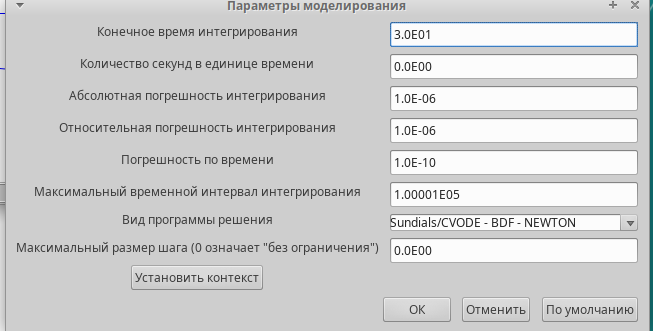 Параметры моделирования
Конечное время интегрирования 3.0E01
Количество секунд в единице времени 0.0E00
Абсолютная погрешность интегрирования 1.0E-06
Относительная погрешность интегрирования 1.0E-06
Погрешность по времени 1.0E-10
Максимальный временной интервал интегрирования 1.00001E05
Вид программы решения Sundials/CVODE - BDF - NEWTON
Максимальный размер шага (0 означает "без ограничения") 0.0E00
Установить контекст
ОК Отменить По умолчанию